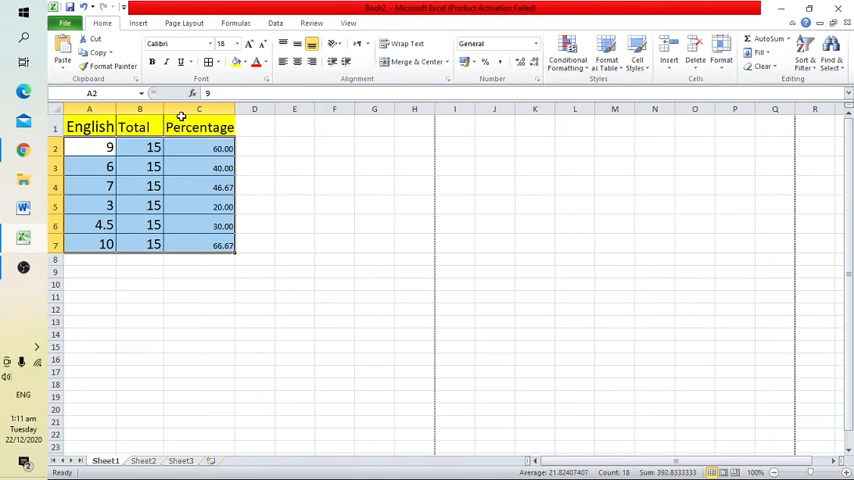 Book2 - Microsoft Excel (Product Activation Failed)
File Home Insert Page Layout Formulas Data Review View
Paste
Cut
Copy
Format Painter
Clipboard
Calibri 18
B I U
Font
Wrap Text
Merge & Center
Alignment
General
Number
Conditional Formatting
Format as Table
Cell Styles
Styles
Insert Delete Format
Cells
AutoSum
Fill
Clear
Sort & Filter
Find & Select
Editing
A2 fx 9
A B C D E F G H I J K L M N O P Q R
1 English Total Percentage
2 9 15 60.00
3 6 15 40.00
4 7 15 46.67
5 3 15 20.00
6 4.5 15 30.00
7 10 15 66.67
8
9
10
11
12
13
14
15
16
17
18
19
20
21
22
23
ENG
1:11 am
Tuesday
22/12/2020
2
Sheet1 Sheet2 Sheet3
Ready Average: 21.82407407 Count: 18 Sum: 392.8333333 100%